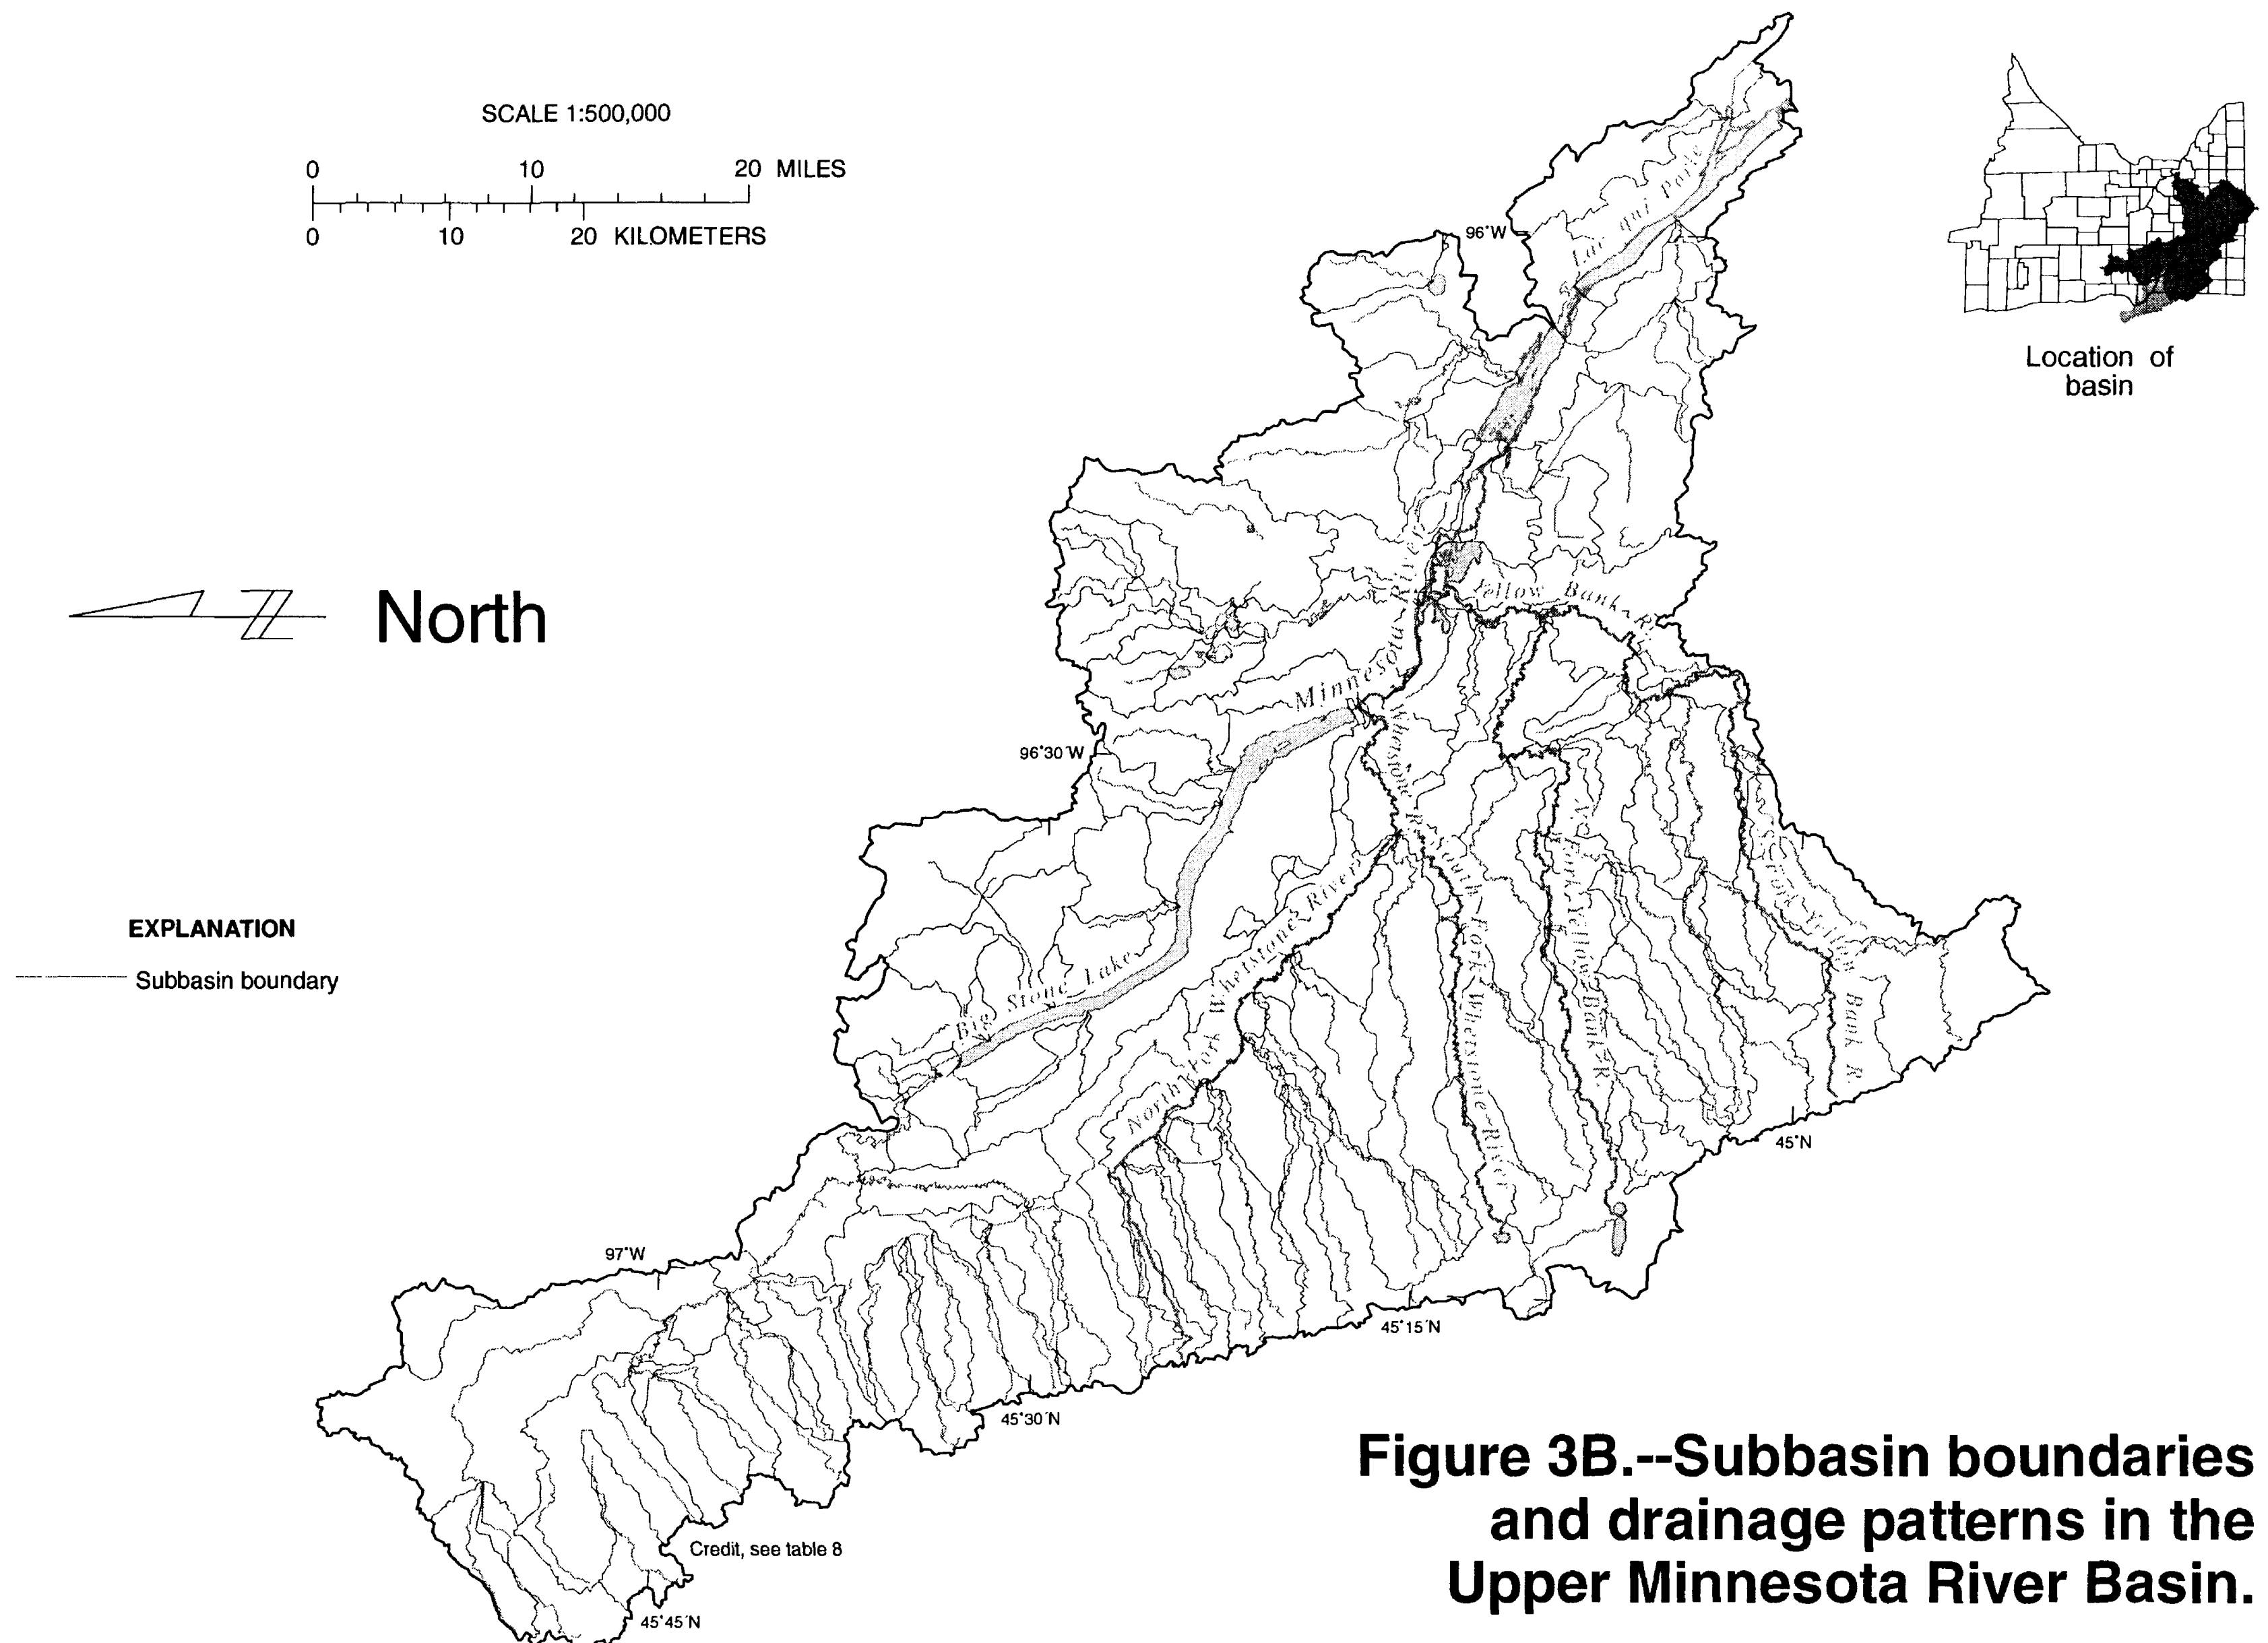 SCALE 1:500,000
0 10 20 MILES
0 10 20 KILOMETERS
Location of
basin
North
EXPLANATION
Subbasin boundary
96°W
Lac qui Parle
Yellow Bank R.
Minnesota River
96°30´W
Whetstone R.
Big Stone Lake
North Fork Whetstone River
South Fork Whetstone River
N. Fork Yellow Bank R.
S. Fork Yellow Bank R.
45°N
97°W
45°15´N
45°30´N
Credit, see table 8
45°45´N
Figure 3B.--Subbasin boundaries
and drainage patterns in the
Upper Minnesota River Basin.